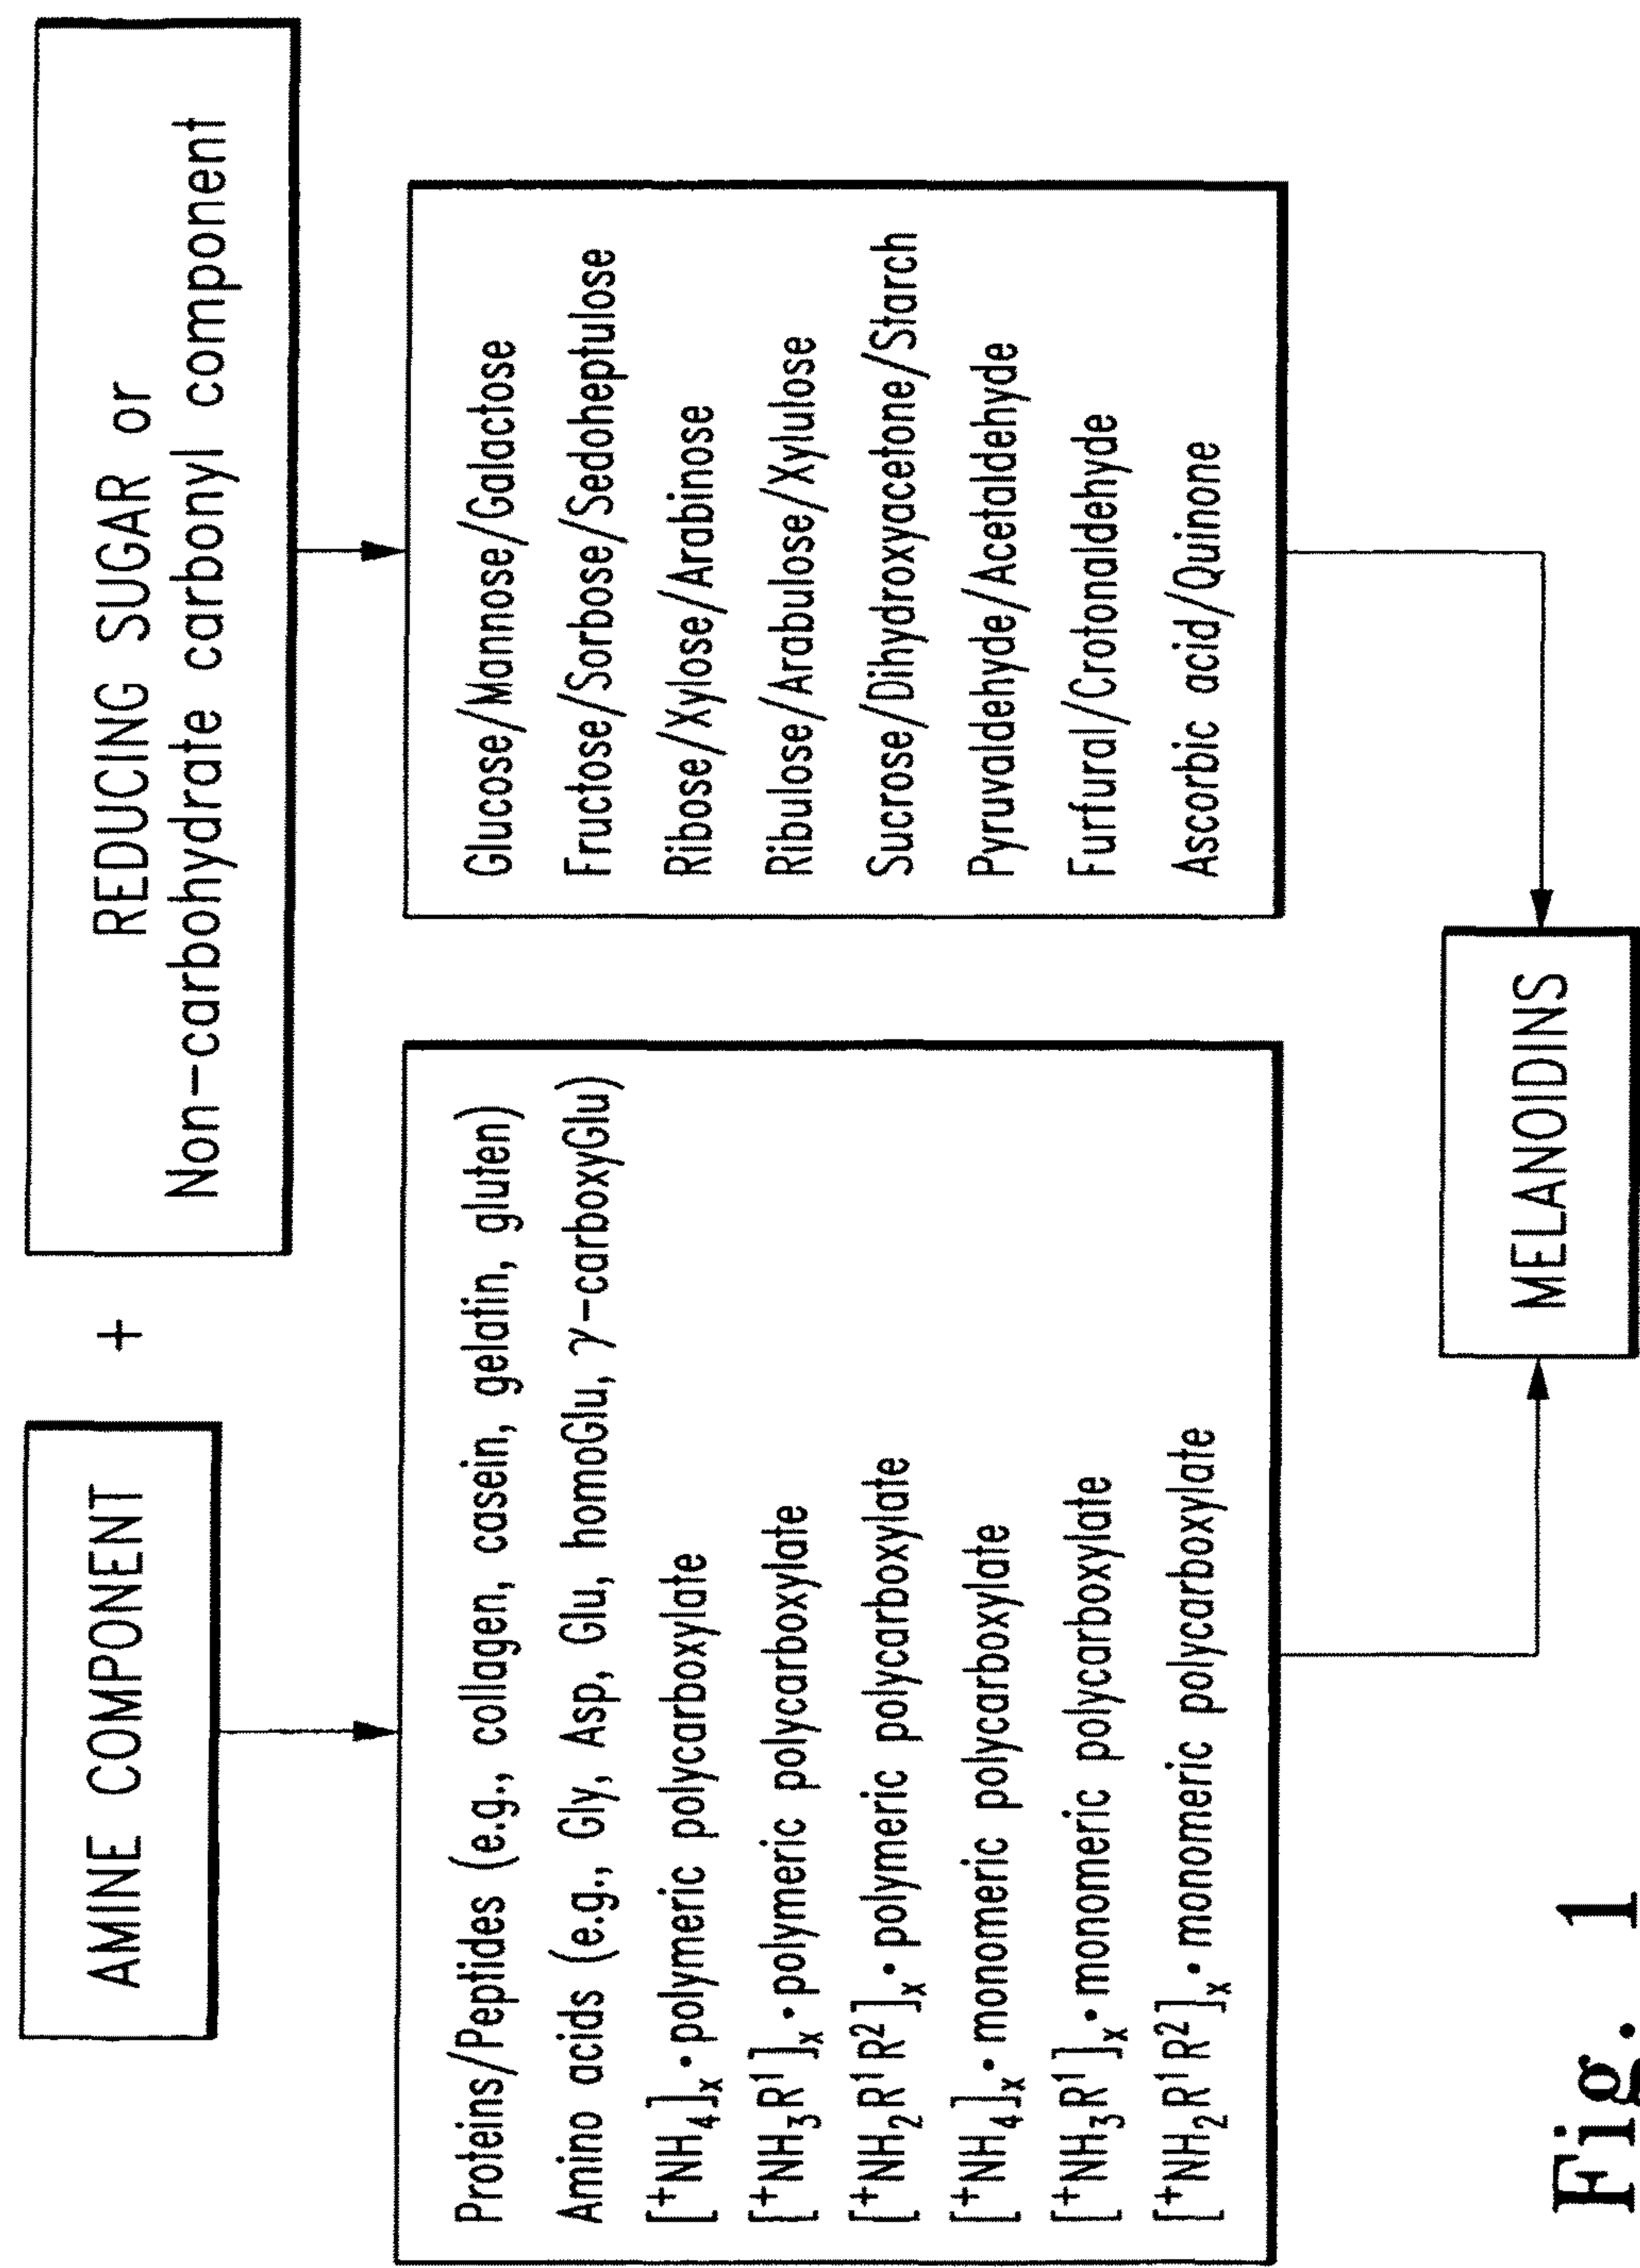 AMINE COMPONENT
+
REDUCING SUGAR or
Non-carbohydrate carbonyl component
Proteins/Peptides (e.g., collagen, casein, gelatin, gluten)
Amino acids (e.g., Gly, Asp, Glu, homoGlu, γ-carboxyGlu)
[⁺NH₄]ₓ•polymeric polycarboxylate
[⁺NH₃R¹]ₓ•polymeric polycarboxylate
[⁺NH₂R¹R²]ₓ•polymeric polycarboxylate
[⁺NH₄]ₓ•monomeric polycarboxylate
[⁺NH₃R¹]ₓ•monomeric polycarboxylate
[⁺NH₂R¹R²]ₓ•monomeric polycarboxylate
Glucose/Mannose/Galactose
Fructose/Sorbose/Sedoheptulose
Ribose/Xylose/Arabinose
Ribulose/Arabulose/Xylulose
Sucrose/Dihydroxyacetone/Starch
Pyruvaldehyde/Acetaldehyde
Furfural/Crotonaldehyde
Ascorbic acid/Quinone
MELANOIDINS
Fig. 1